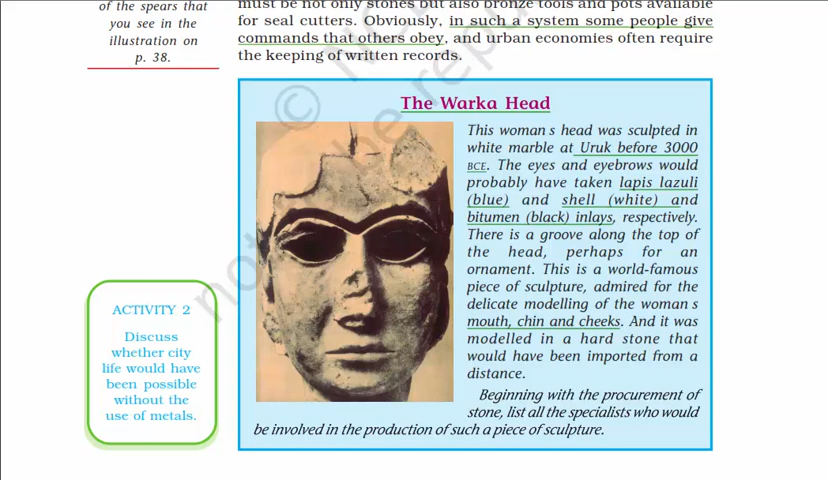 of the spears that
you see in the
illustration on
p. 38.
must be not only stones but also bronze tools and pots available
for seal cutters. Obviously, in such a system some people give
commands that others obey, and urban economies often require
the keeping of written records.
The Warka Head
This woman s head was sculpted in
white marble at Uruk before 3000
BCE. The eyes and eyebrows would
probably have taken lapis lazuli
(blue) and shell (white) and
bitumen (black) inlays, respectively.
There is a groove along the top of
the head, perhaps for an
ornament. This is a world-famous
piece of sculpture, admired for the
delicate modelling of the woman s
mouth, chin and cheeks. And it was
modelled in a hard stone that
would have been imported from a
distance.
Beginning with the procurement of
stone, list all the specialists who would
be involved in the production of such a piece of sculpture.
ACTIVITY 2
Discuss
whether city
life would have
been possible
without the
use of metals.